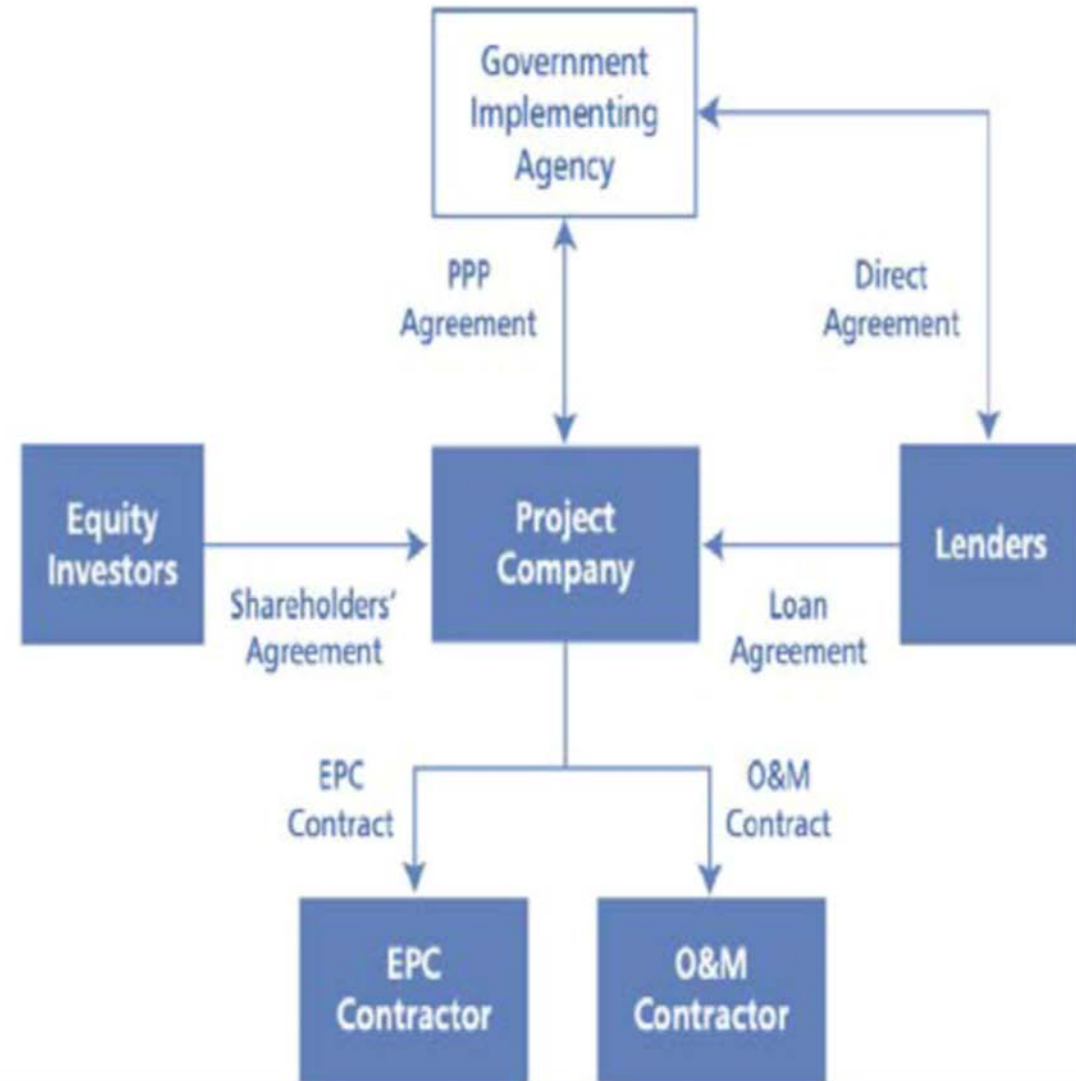 Government
Implementing
Agency
PPP
Agreement
Direct
Agreement
Equity
Investors
Project
Company
Lenders
Shareholders'
Agreement
Loan
Agreement
EPC
Contract
O&M
Contract
EPC
Contractor
O&M
Contractor